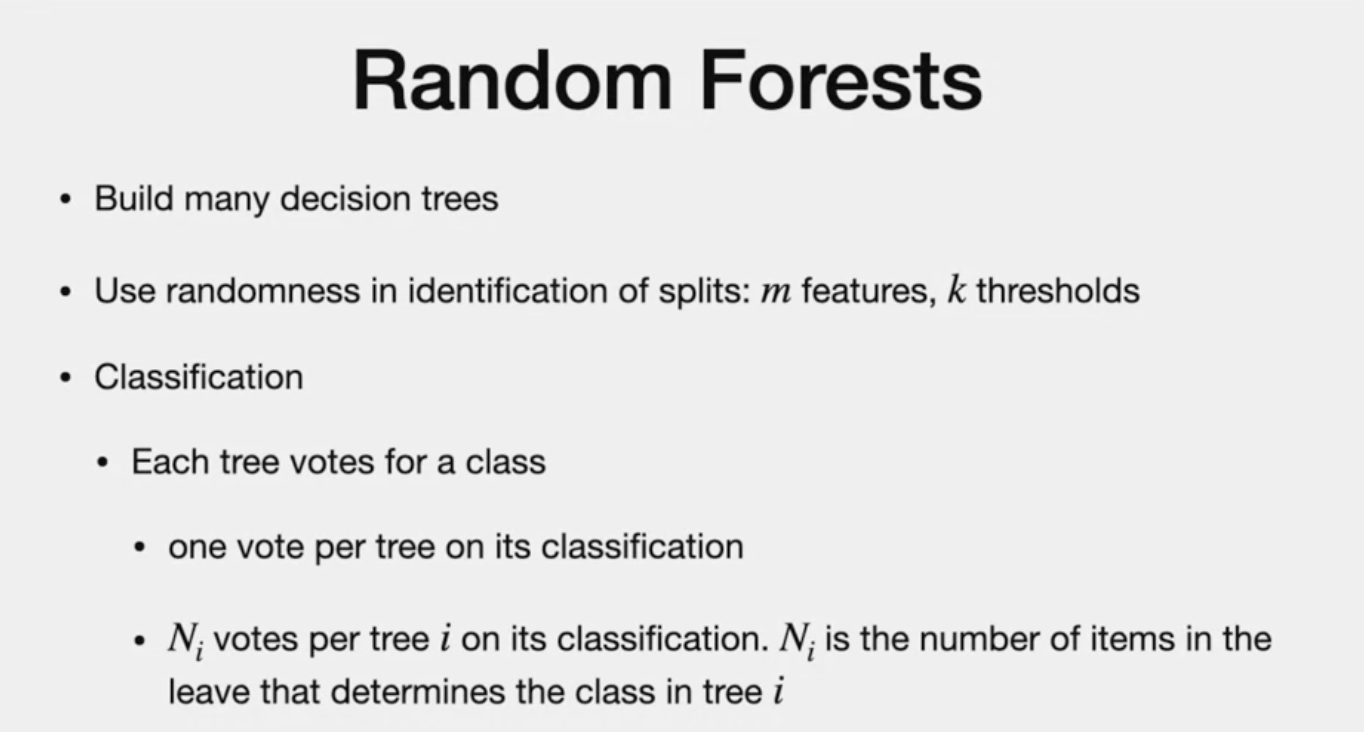 Random Forests
• Build many decision trees
• Use randomness in identification of splits: m features, k thresholds
• Classification
• Each tree votes for a class
• one vote per tree on its classification
• Nᵢ votes per tree i on its classification. Nᵢ is the number of items in the
leave that determines the class in tree i